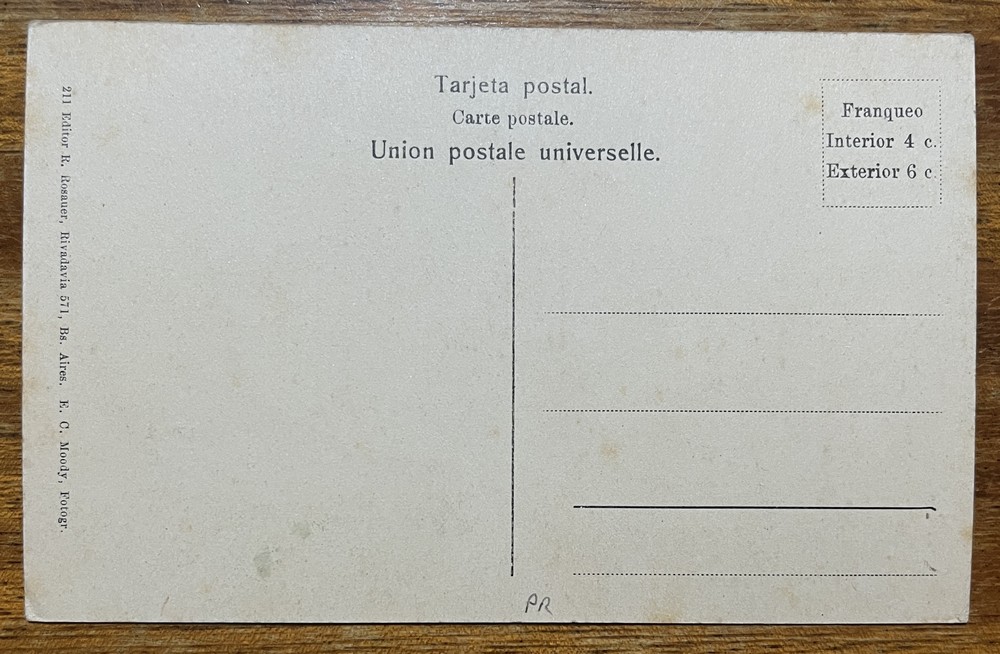 Tarjeta postal.
Carte postale.
Union postale universelle.
Franqueo
Interior 4 c.
Exterior 6 c
211 Editor R. Rosauer, Rivadavia 571, Bs. Aires. E. C. Moody, Fotogr.
PR